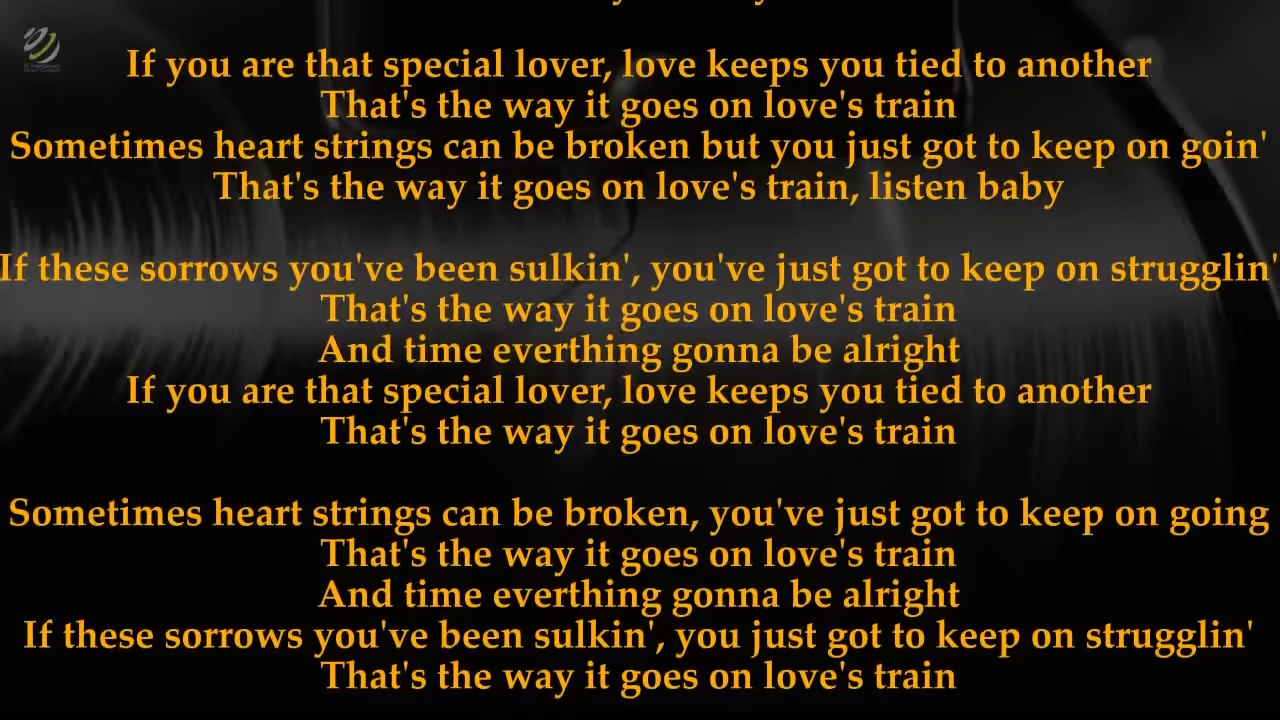 If you are that special lover, love keeps you tied to another
That's the way it goes on love's train
Sometimes heart strings can be broken but you just got to keep on goin'
That's the way it goes on love's train, listen baby
If these sorrows you've been sulkin', you've just got to keep on strugglin'
That's the way it goes on love's train
And time everthing gonna be alright
If you are that special lover, love keeps you tied to another
That's the way it goes on love's train
Sometimes heart strings can be broken, you've just got to keep on going
That's the way it goes on love's train
And time everthing gonna be alright
If these sorrows you've been sulkin', you just got to keep on strugglin'
That's the way it goes on love's train